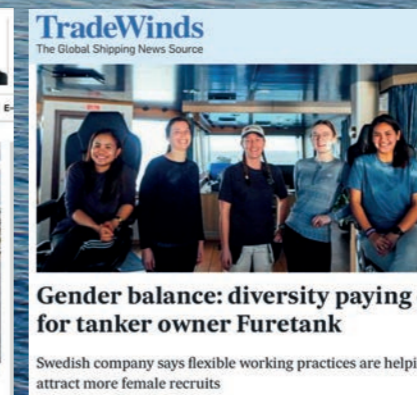 TradeWinds
The Global Shipping News Source
E-
Gender balance: diversity paying
for tanker owner Furetank
Swedish company says flexible working practices are helpi
attract more female recruits